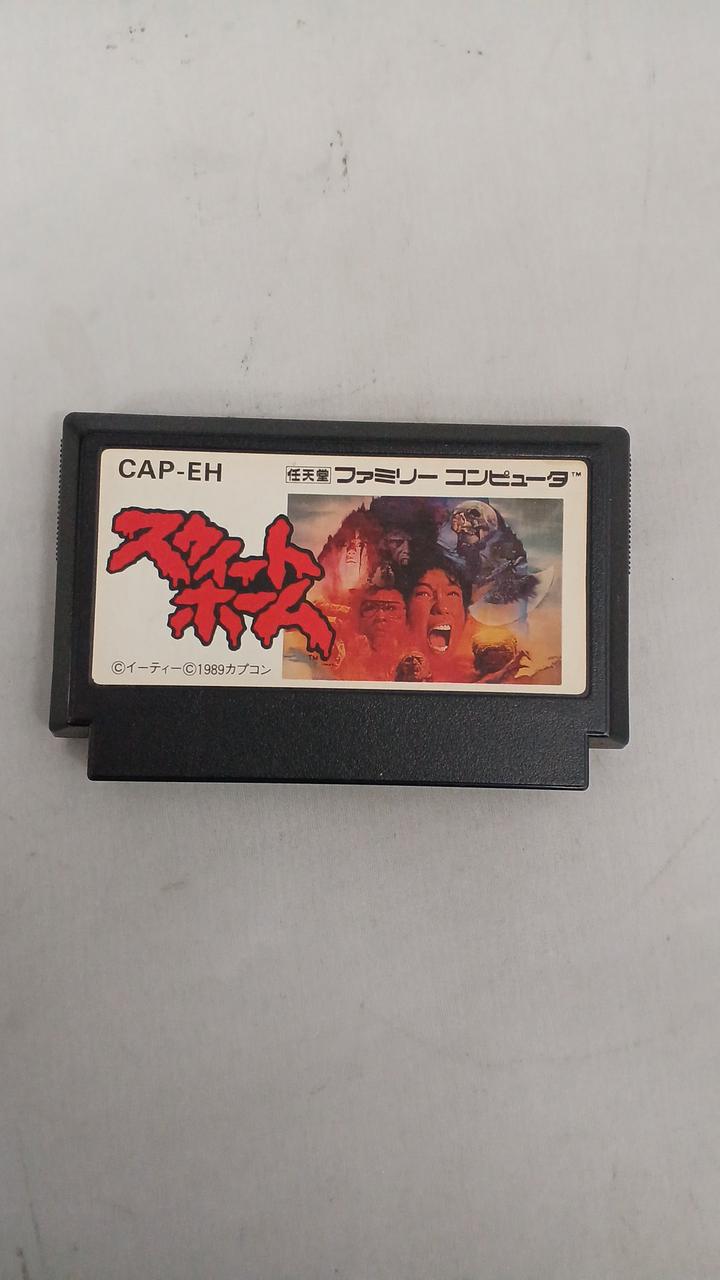 CAP-EH
任天堂 ファミリー コンピュータ™
スウィート
ホーム
TM
©イーティー©1989カプコン